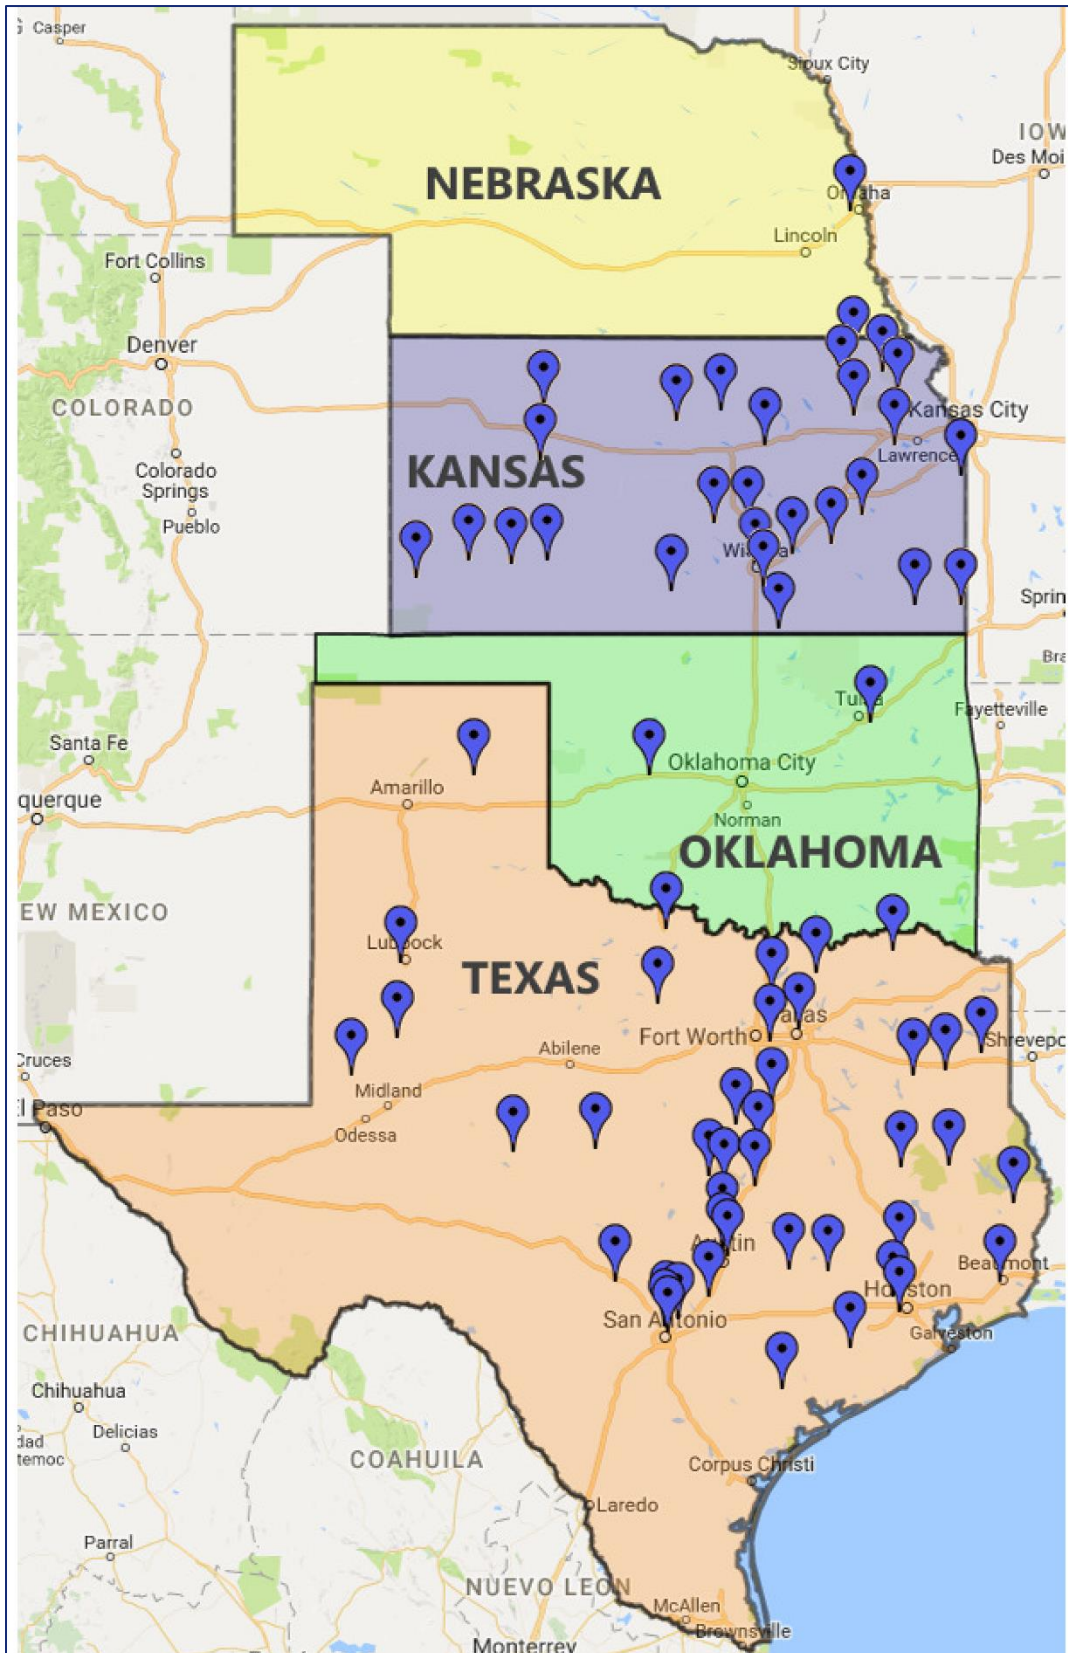 Casper
Sioux City
IOW
Des Moi
NEBRASKA
Omaha
Lincoln
Fort Collins
Denver
COLORADO
Kansas City
Lawrence
KANSAS
Colorado
Springs
Pueblo
Wichita
Sprin
Bra
Tulsa
Fayetteville
Santa Fe
Oklahoma City
Amarillo
querque
Norman
OKLAHOMA
EW MEXICO
Lubbock
TEXAS
Dallas
Fort Worth
Shrevepo
Abilene
Cruces
Midland
El Paso
Odessa
Austin
Beaumont
Houston
San Antonio
CHIHUAHUA
Galveston
Chihuahua
Delicias
dad
temoc
COAHUILA
Corpus Christi
Laredo
Parral
NUEVO LEON
McAllen
Brownsville
Monterrey